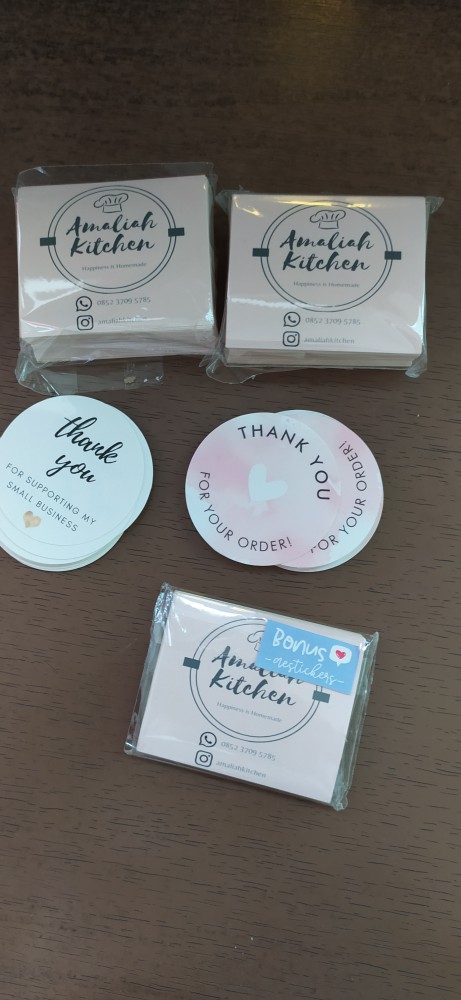 Amaliah
Kitchen
Happiness is Homemade
0852 3709 5785
amaliahkitchen
Amaliah
Kitchen
Happiness is Homemade
0852 3709 5785
amaliahkitchen
thank
you
FOR SUPPORTING MY
SMALL BUSINESS
THANK YOU
FOR YOUR ORDER!
FOR YOUR ORDER!
Bonus
-aestickers-
Kitchen
Happiness is Homemade
0852 3709 5785
amaliahkitchen